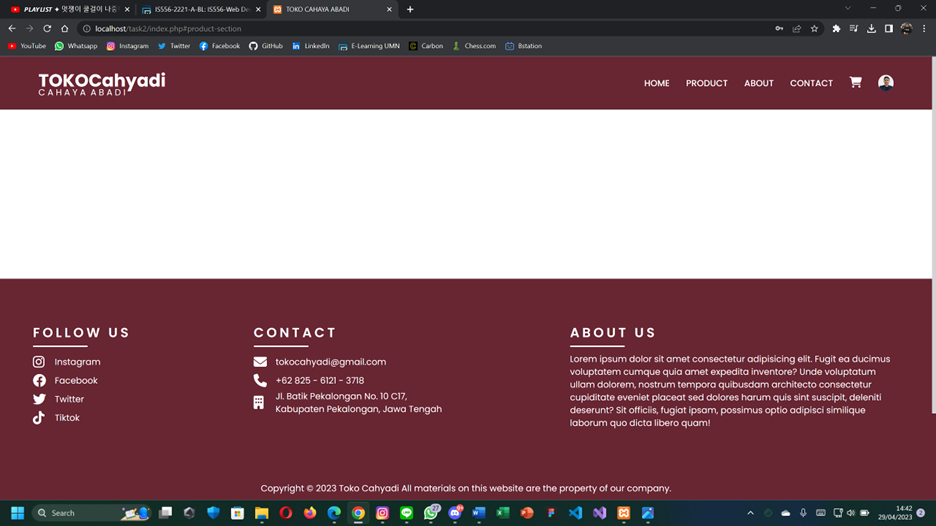 PLAYLIST ✦ 멋쟁이
IS556-2221-A-BL: IS556-Web De
TOKO CAHAYA ABADI
localhost/task2/index.php#product-section
YouTube Whatsapp Instagram Twitter Facebook GitHub LinkedIn E-Learning UMN Carbon Chess.com Bstation
TOKOCahyadi
CAHAYA ABADI
HOME PRODUCT ABOUT CONTACT
FOLLOW US
Instagram
Facebook
Twitter
Tiktok
CONTACT
tokocahyadi@gmail.com
+62 825 - 6121 - 3718
Jl. Batik Pekalongan No. 10 C17,
Kabupaten Pekalongan, Jawa Tengah
ABOUT US
Lorem ipsum dolor sit amet consectetur adipisicing elit. Fugit ea ducimus
voluptatem cumque quia amet expedita inventore? Unde voluptatum
ullam dolorem, nostrum tempora quibusdam architecto consectetur
cupiditate eveniet placeat sed dolores harum quis sint suscipit, deleniti
deserunt? Sit officiis, fugiat ipsam, possimus optio adipisci similique
laborum quo dicta libero quam!
Copyright © 2023 Toko Cahyadi All materials on this website are the property of our company.
Search
14:42
29/04/2023
2